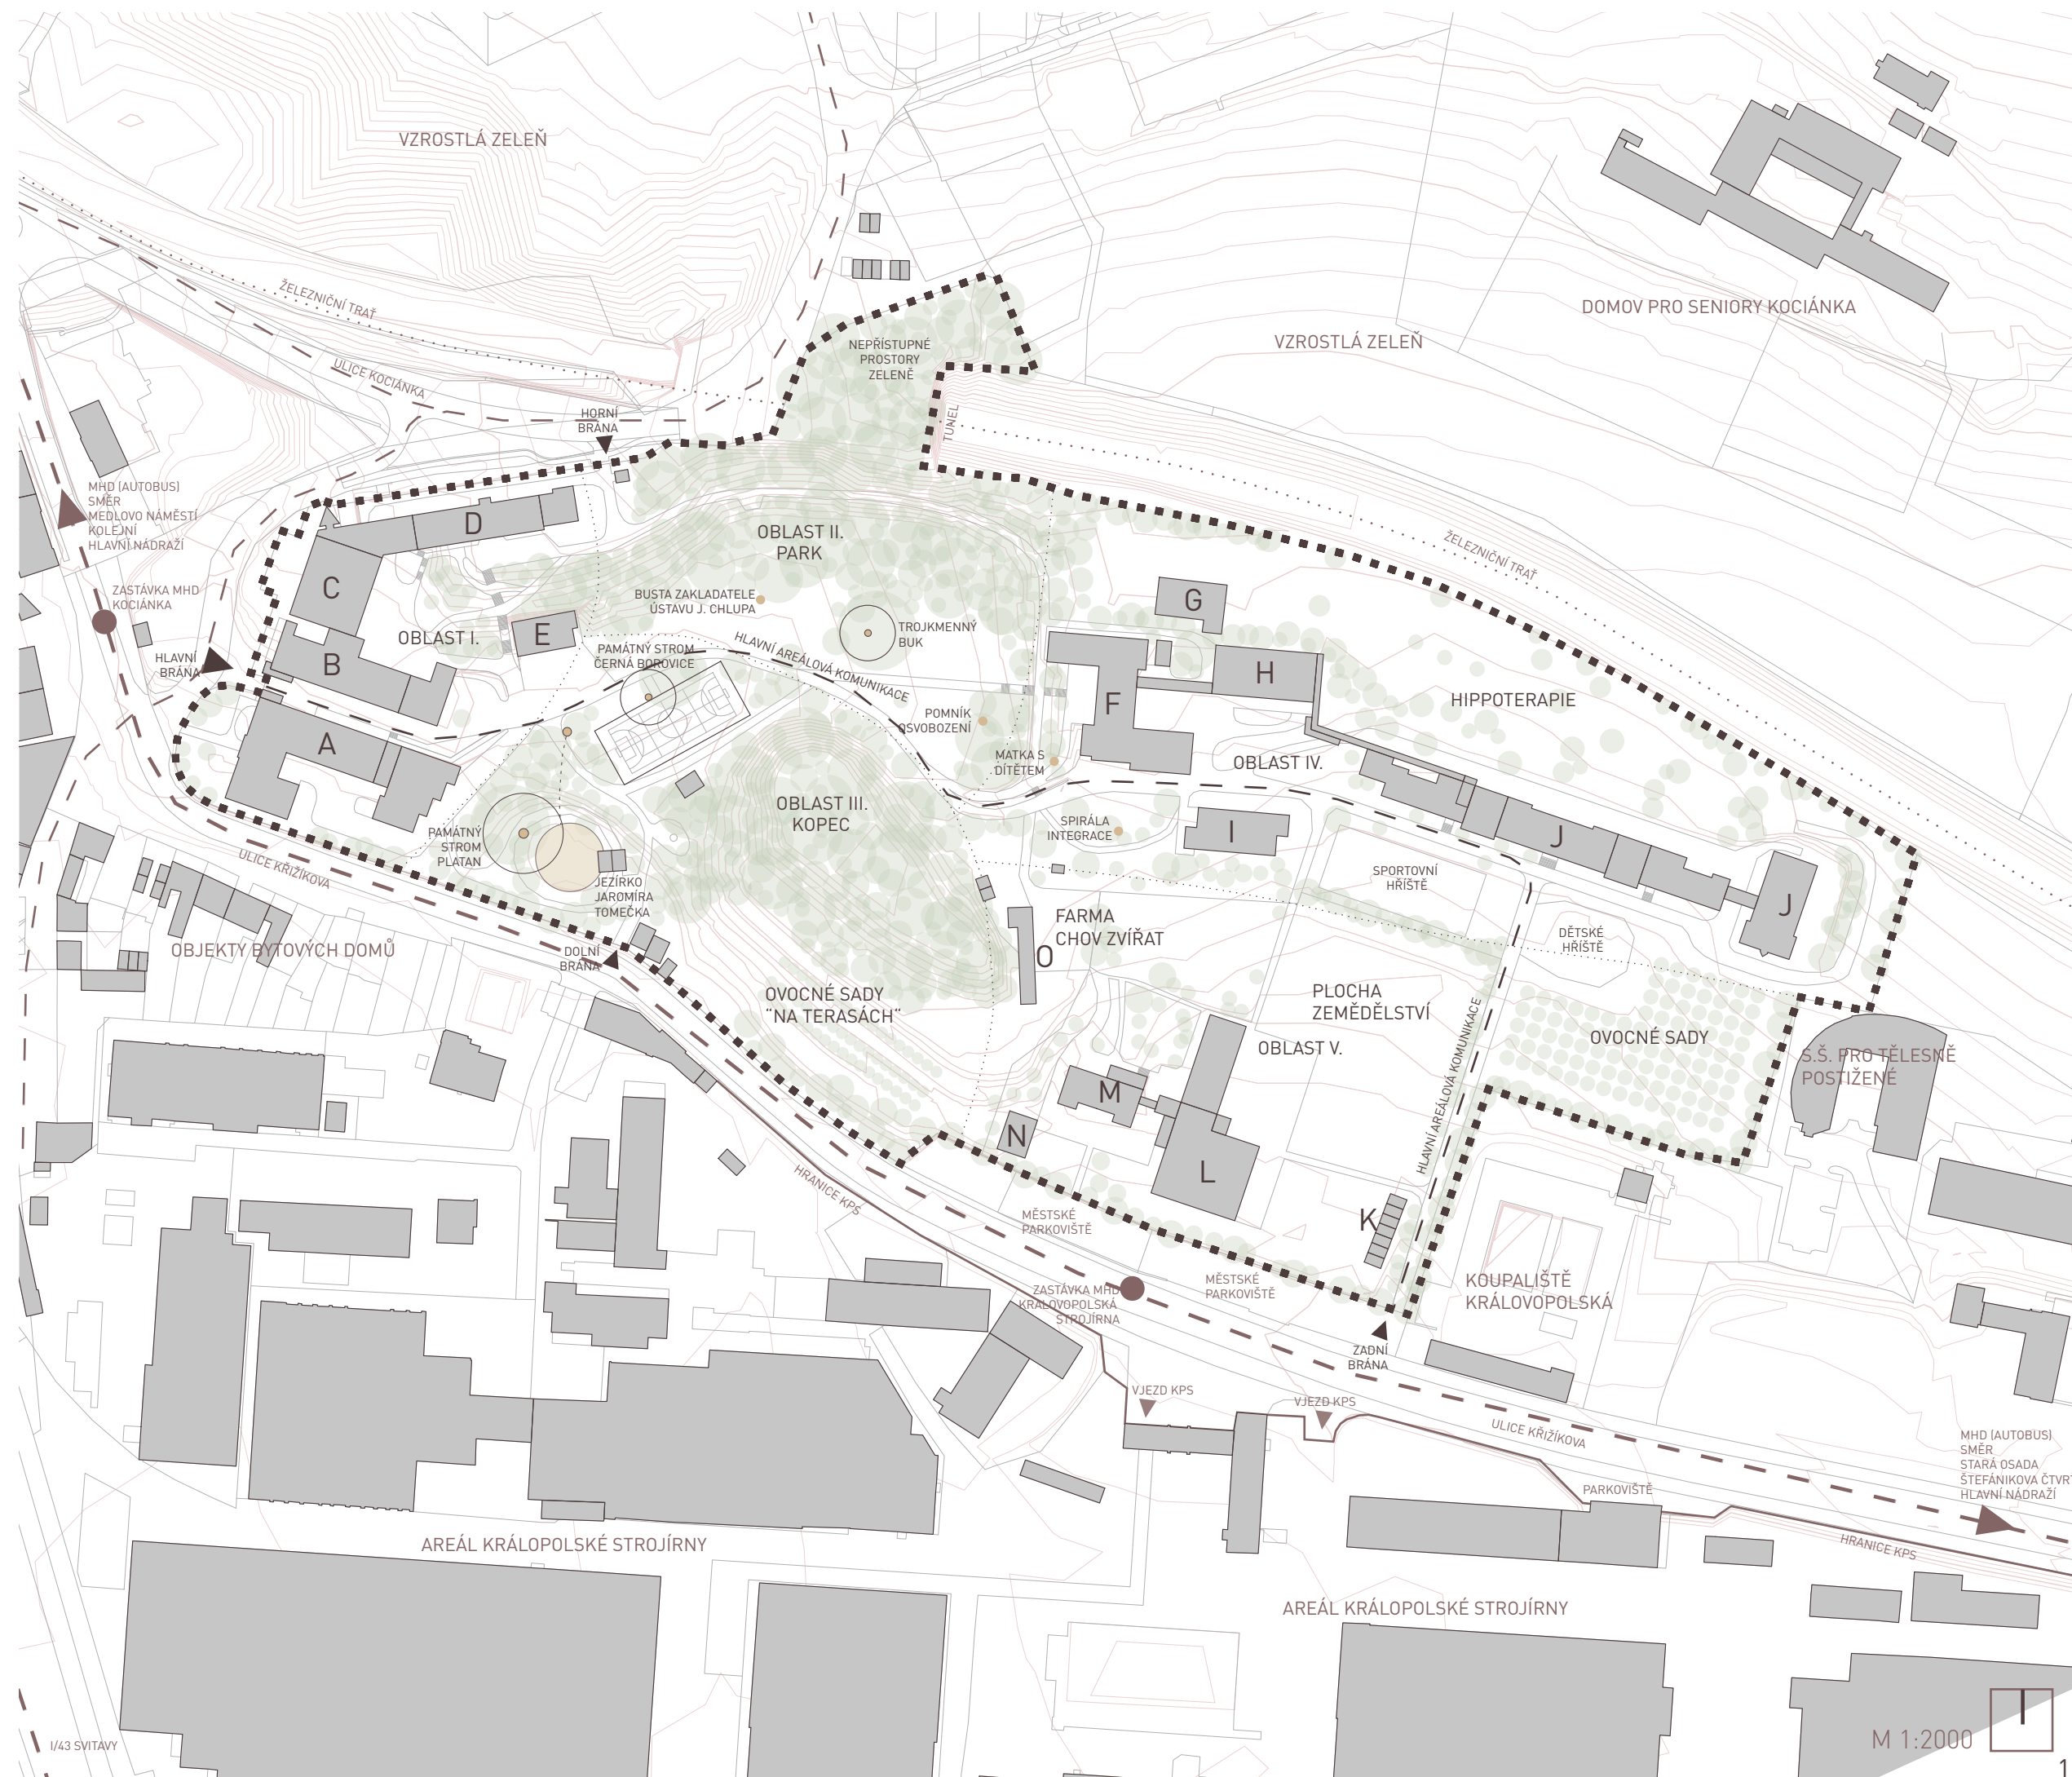 VZROSTLÁ ZELEŇ
ŽELEZNIČNÍ TRAŤ
ULICE KOCIÁNKA
NEPŘÍSTUPNÉ
PROSTORY
ZELENĚ
TUNEL
VZROSTLÁ ZELEŇ
DOMOV PRO SENIORY KOCIÁNKA
HORNÍ
BRÁNA
MHD (AUTOBUS)
SMĚR
MEDLOVO NÁMĚSTÍ
KOLEJNÍ
HLAVNÍ NÁDRAŽÍ
ZASTÁVKA MHD
KOCIÁNKA
HLAVNÍ
BRÁNA
D
C
B
A
E
OBLAST I.
OBLAST II.
PARK
BUSTA ZAKLADATELE
ÚSTAVU J. CHLUPA
TROJKMENNÝ
BUK
PAMÁTNÝ STROM
ČERNÁ BOROVICE
HLAVNÍ AREÁLOVÁ KOMUNIKACE
POMNÍK
OSVOBOZENÍ
MATKA S
DÍTĚTEM
ŽELEZNIČNÍ TRAŤ
G
H
F
HIPPOTERAPIE
OBLAST IV.
OBLAST III.
KOPEC
SPIRÁLA
INTEGRACE
I
J
J
SPORTOVNÍ
HŘÍŠTĚ
DĚTSKÉ
HŘÍŠTĚ
PAMÁTNÝ
STROM
PLATAN
JEZÍRKO
JAROMÍRA
TOMEČKA
ULICE KŘIŽÍKOVA
OBJEKTY BYTOVÝCH DOMŮ
DOLNÍ
BRÁNA
FARMA
CHOV ZVÍŘAT
O
OVOCNÉ SADY
"NA TERASÁCH"
PLOCHA
ZEMĚDĚLSTVÍ
OBLAST V.
HLAVNÍ AREÁLOVÁ KOMUNIKACE
OVOCNÉ SADY
S.Š. PRO TĚLESNĚ
POSTIŽENÉ
M
N
L
K
HRANICE KPS
MĚSTSKÉ
PARKOVIŠTĚ
MĚSTSKÉ
PARKOVIŠTĚ
ZASTÁVKA MHD
KRÁLOVOPOLSKÁ
STROJÍRNA
KOUPALIŠTĚ
KRÁLOVOPOLSKÁ
ZADNÍ
BRÁNA
VJEZD KPS
VJEZD KPS
ULICE KŘIŽÍKOVA
PARKOVIŠTĚ
MHD (AUTOBUS)
SMĚR
STARÁ OSADA
ŠTEFÁNIKOVA ČTVR
HLAVNÍ NÁDRAŽÍ
HRANICE KPS
AREÁL KRÁLOPOLSKÉ STROJÍRNY
AREÁL KRÁLOPOLSKÉ STROJÍRNY
I/43 SVITAVY
M 1:2000
1